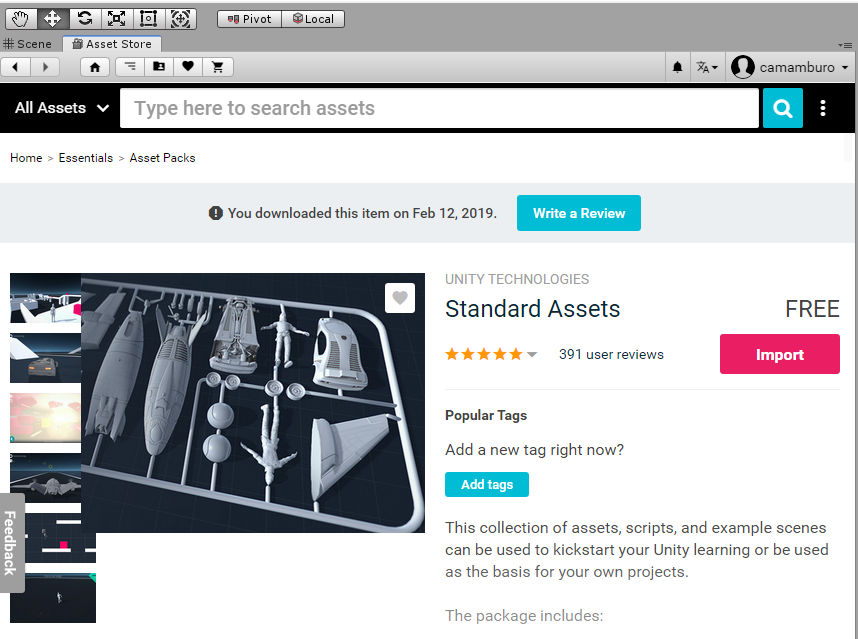 Pivot Local
Scene Asset Store
camamburo
All Assets Type here to search assets
Home > Essentials > Asset Packs
You downloaded this item on Feb 12, 2019. Write a Review
UNITY TECHNOLOGIES
Standard Assets FREE
391 user reviews Import
Popular Tags
Add a new tag right now?
Add tags
Feedback
This collection of assets, scripts, and example scenes
can be used to kickstart your Unity learning or be used
as the basis for your own projects.
The package includes: